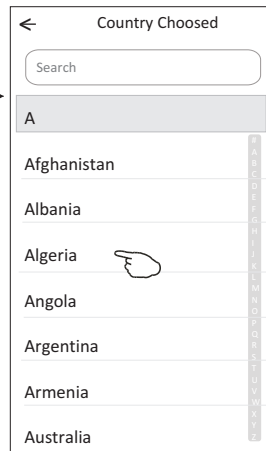 Country Choosed
Search
A
Afghanistan
Albania
Algeria
Angola
Argentina
Armenia
Australia
#
A
B
C
D
E
F
G
H
I
J
K
L
M
N
O
P
Q
R
S
T
U
V
W
X
Y
Z